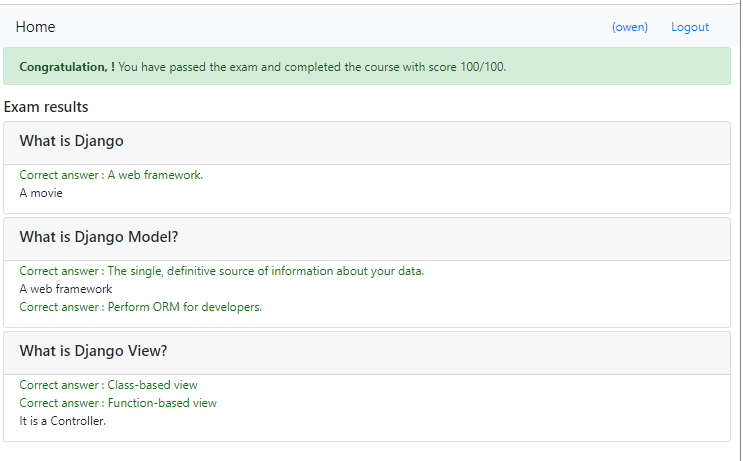 Home (owen) Logout
Congratulation, ! You have passed the exam and completed the course with score 100/100.
Exam results
What is Django
Correct answer : A web framework.
A movie
What is Django Model?
Correct answer : The single, definitive source of information about your data.
A web framework
Correct answer : Perform ORM for developers.
What is Django View?
Correct answer : Class-based view
Correct answer : Function-based view
It is a Controller.